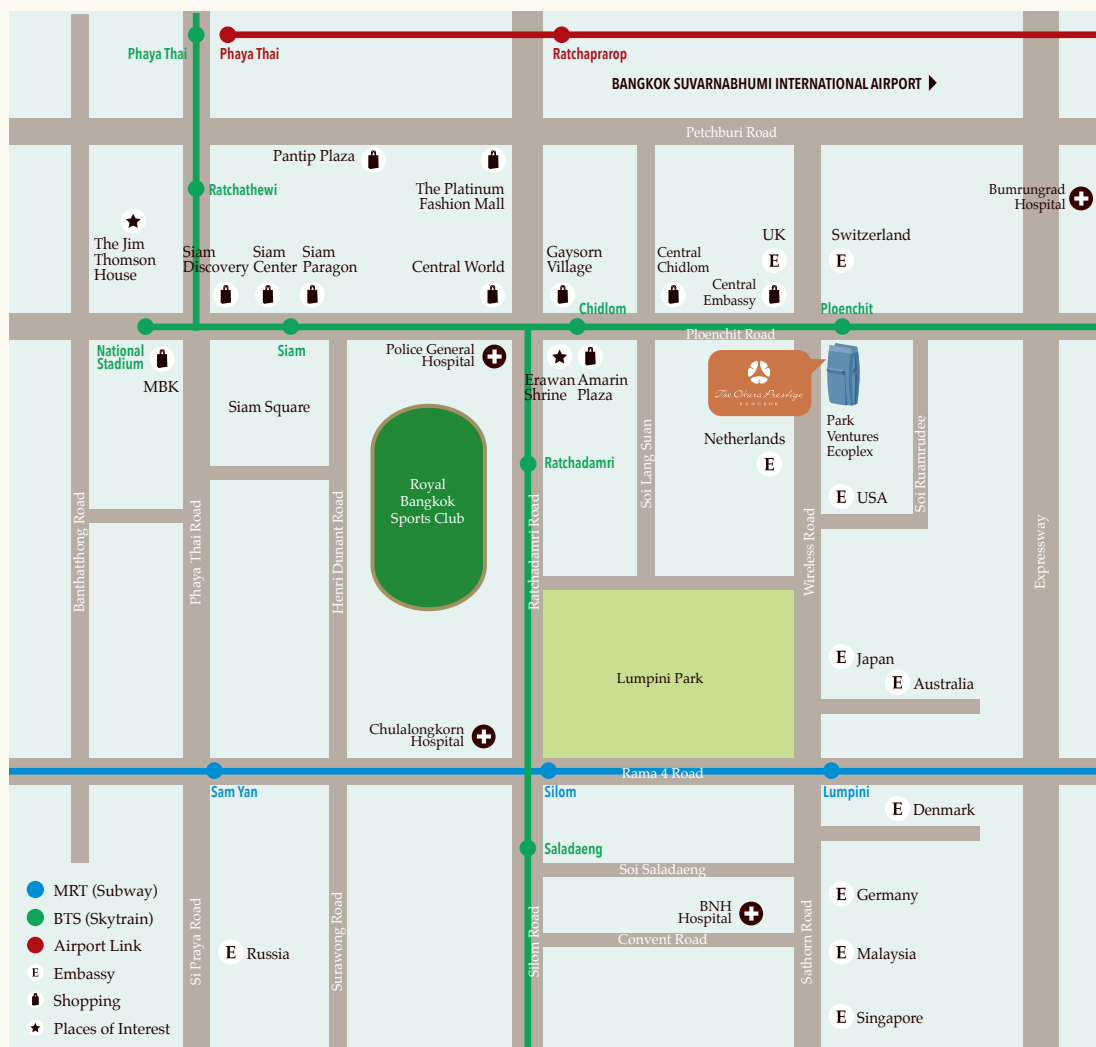 Phaya Thai
Phaya Thai
Ratchaprarop
BANGKOK SUVARNABHUMI INTERNATIONAL AIRPORT
Petchburi Road
Pantip Plaza
The Platinum
Fashion Mall
Ratchathewi
Bumrungrad
Hospital
The Jim
Thomson
House
Siam
Discovery
Siam
Center
Siam
Paragon
Central World
Gaysorn
Village
Central
Chidlom
UK
E
Central
Embassy
Switzerland
E
Chidlom
Ploenchit
Ploenchit Road
National
Stadium
MBK
Siam
Siam Square
Police General
Hospital
Erawan
Shrine
Amarin
Plaza
The Okura Prestige
BANGKOK
Park
Ventures
Ecoplex
Netherlands
E
E USA
Ratchadamri
Royal
Bangkok
Sports Club
Banthatthong Road
Phaya Thai Road
Henri Dunant Road
Ratchadamri Road
Soi Lang Suan
Wireless Road
Soi Ruamrudee
Expressway
Lumpini Park
E Japan
E Australia
Chulalongkorn
Hospital
Rama 4 Road
Sam Yan
Silom
Lumpini
E Denmark
Saladaeng
Soi Saladaeng
BNH
Hospital
Convent Road
E Germany
E Malaysia
E Singapore
E Russia
Si Praya Road
Surawong Road
Silom Road
Sathorn Road
MRT (Subway)
BTS (Skytrain)
Airport Link
E Embassy
Shopping
Places of Interest